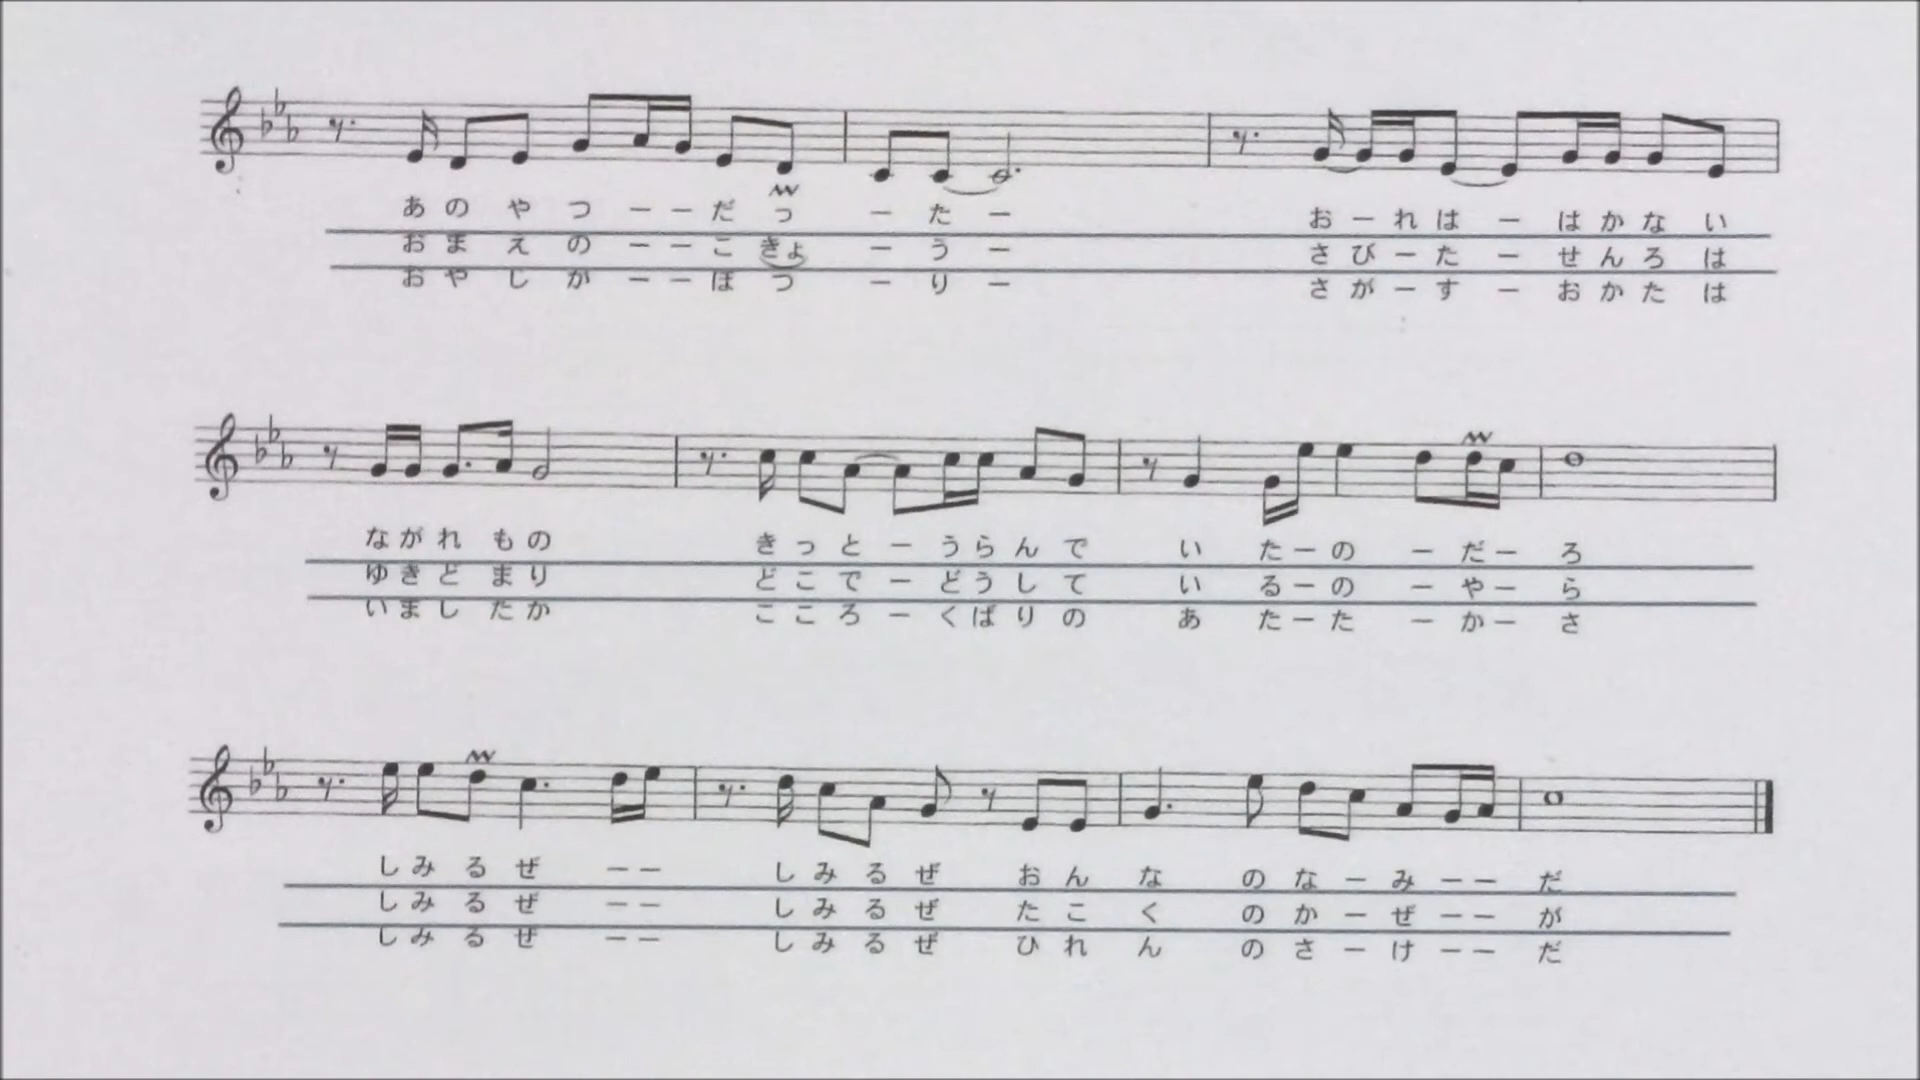 あのやつーーだっーたー おーれはーはかない
おまえのーーこきょーうー さびーたーせんろは
おやじがーーぽつーりー さがーすーおかたは
ながれもの きっとーうらんで いたーのーだーろ
ゆきどまり どこでーどうして いるーのーやーら
いましたか こころーくばりの あたーたーかーさ
しみるぜーー しみるぜ おんなのなーみーーだ
しみるぜーー しみるぜ たこくのかーぜーーが
しみるぜーー しみるぜ ひれんのさーけーーだ